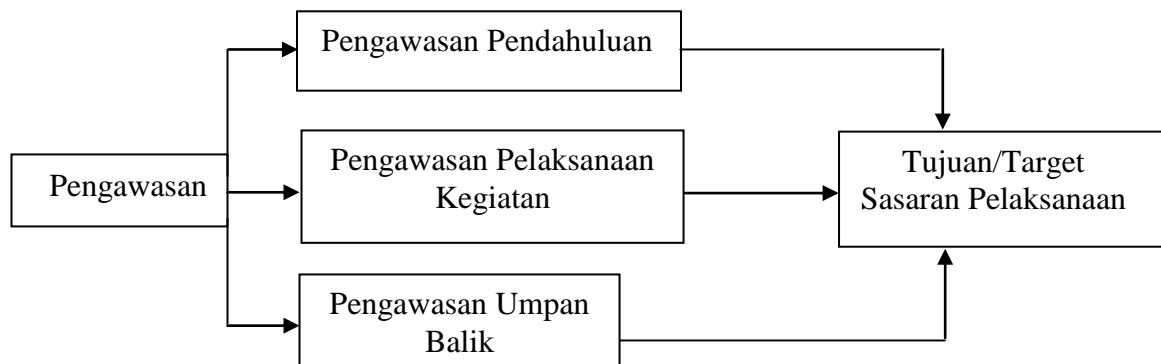 Pengawasan Pendahuluan
Pengawasan
Pengawasan Pelaksanaan
Kegiatan
Tujuan/Target
Sasaran Pelaksanaan
Pengawasan Umpan
Balik